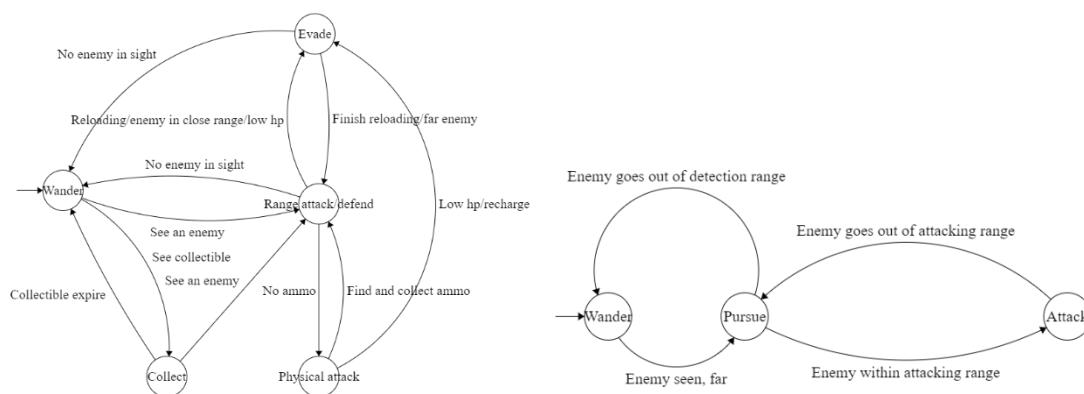 Evade
No enemy in sight
Reloading/enemy in close range/low hp
Finish reloading/far enemy
No enemy in sight
Wander
Range attack/defend
Low hp/recharge
See an enemy
See collectible
See an enemy
Collectible expire
No ammo
Find and collect ammo
Collect
Physical attack
Enemy goes out of detection range
Enemy goes out of attacking range
Wander
Pursue
Attack
Enemy seen, far
Enemy within attacking range